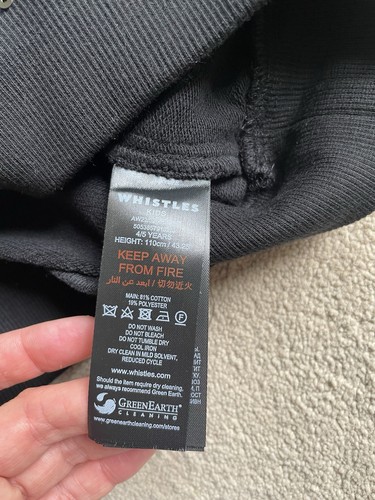 WHISTLES
KIDS
4/5 YEARS
HEIGHT: 110cm /
KEEP AWAY
FROM FIRE
ابعد عن النار / 切勿近火
MAIN: 81% COTTON
19% POLYESTER
DO NOT WASH
DO NOT BLEACH
DO NOT TUMBLE DRY
COOL IRON
DRY CLEAN IN MILD SOLVENT,
REDUCED CYCLE
www.whistles.com
Should the item require dry cleaning,
we always recommend Green Earth.
GREENEARTH®
CLEANING
www.greenearthcleaning.com/stores